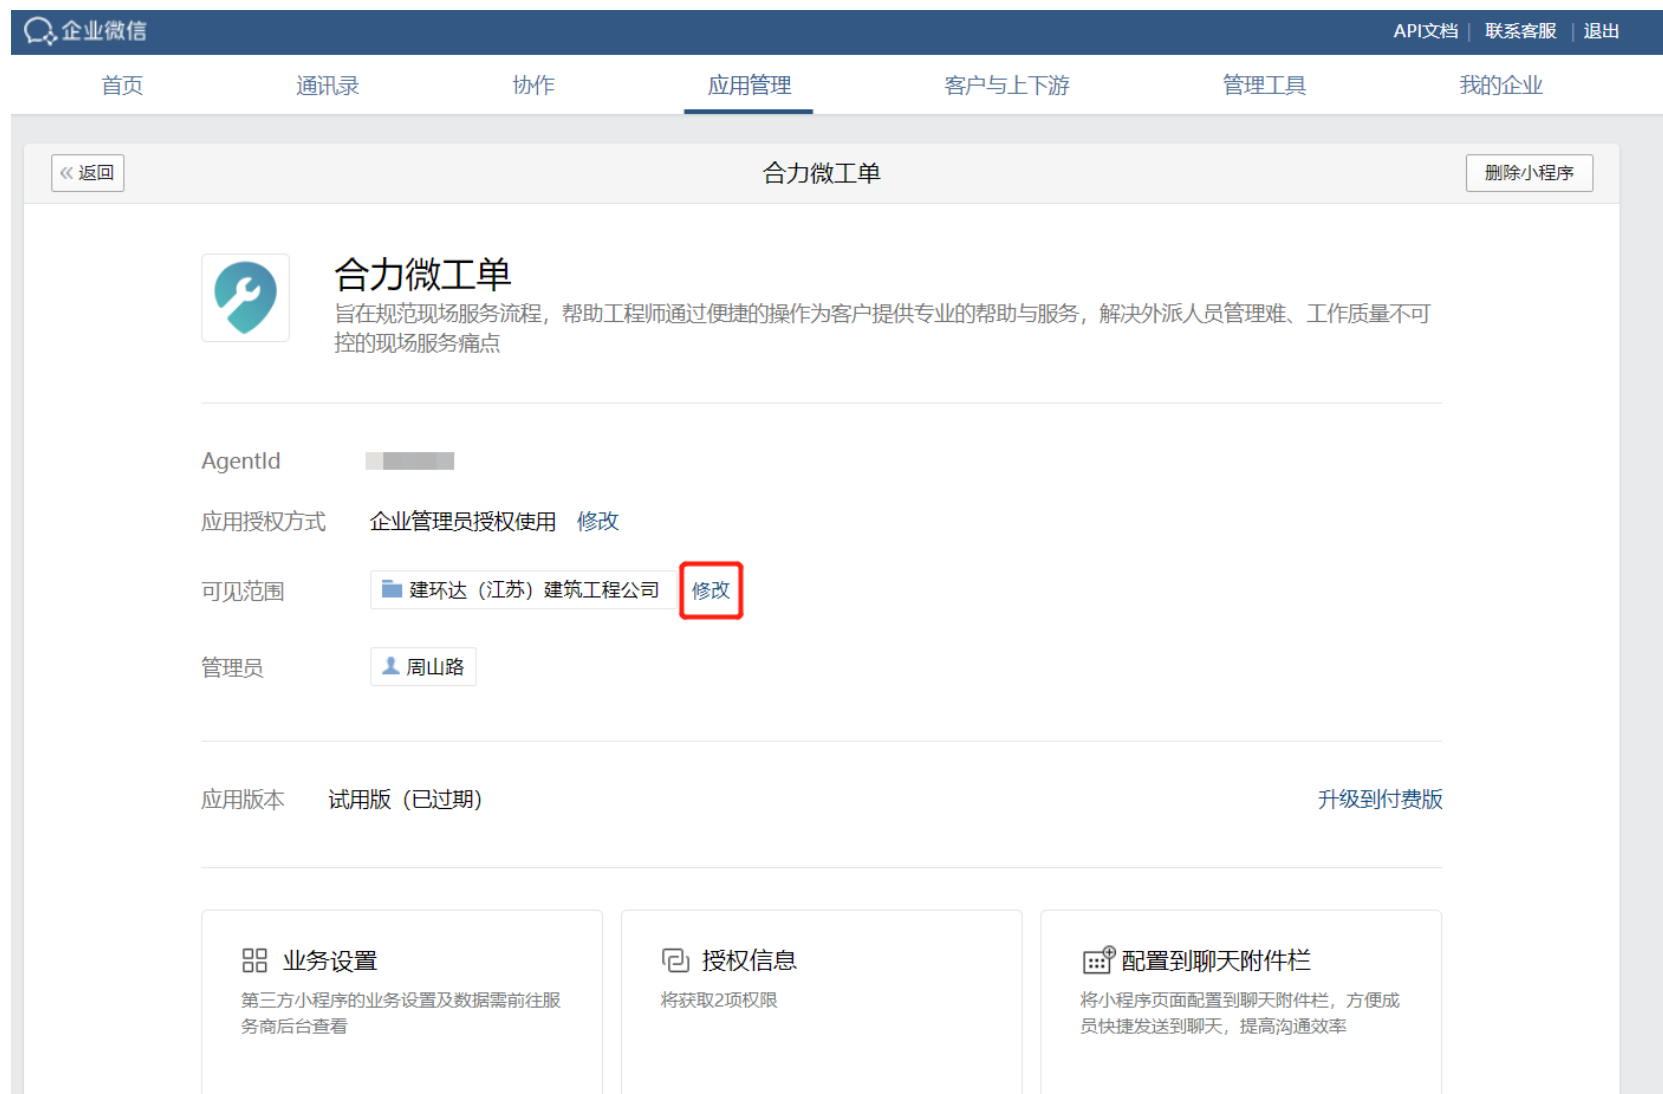 企业微信
API文档 | 联系客服 | 退出
首页 通讯录 协作 应用管理 客户与上下游 管理工具 我的企业
« 返回 合力微工单 删除小程序
合力微工单
旨在规范现场服务流程，帮助工程师通过便捷的操作为客户提供专业的帮助与服务，解决外派人员管理难、工作质量不可
控的现场服务痛点
AgentId
应用授权方式 企业管理员授权使用 修改
可见范围 建环达（江苏）建筑工程公司 修改
管理员 周山路
应用版本 试用版（已过期） 升级到付费版
业务设置
第三方小程序的业务设置及数据需前往服
务商后台查看
授权信息
将获取2项权限
配置到聊天附件栏
将小程序页面配置到聊天附件栏，方便成
员快捷发送到聊天，提高沟通效率